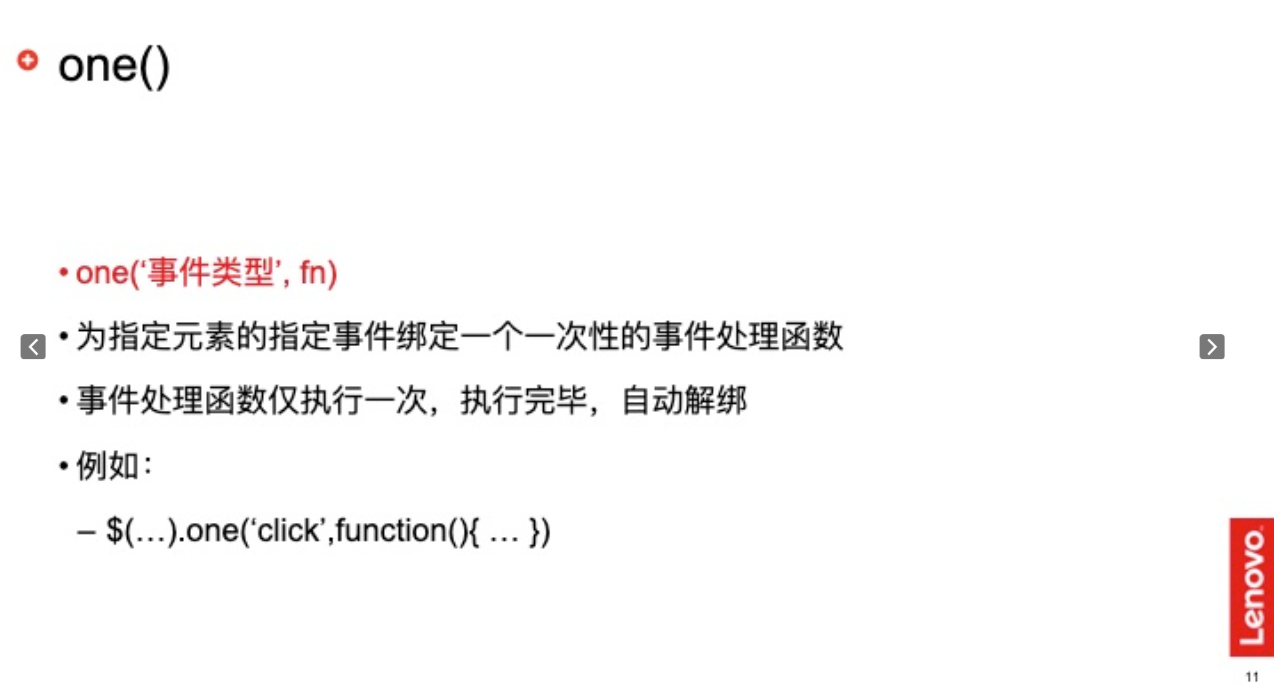 one()
• one(‘事件类型’, fn)
• 为指定元素的指定事件绑定一个一次性的事件处理函数
• 事件处理函数仅执行一次，执行完毕，自动解绑
• 例如：
– $(…).one(‘click’,function(){ … })
Lenovo.
11